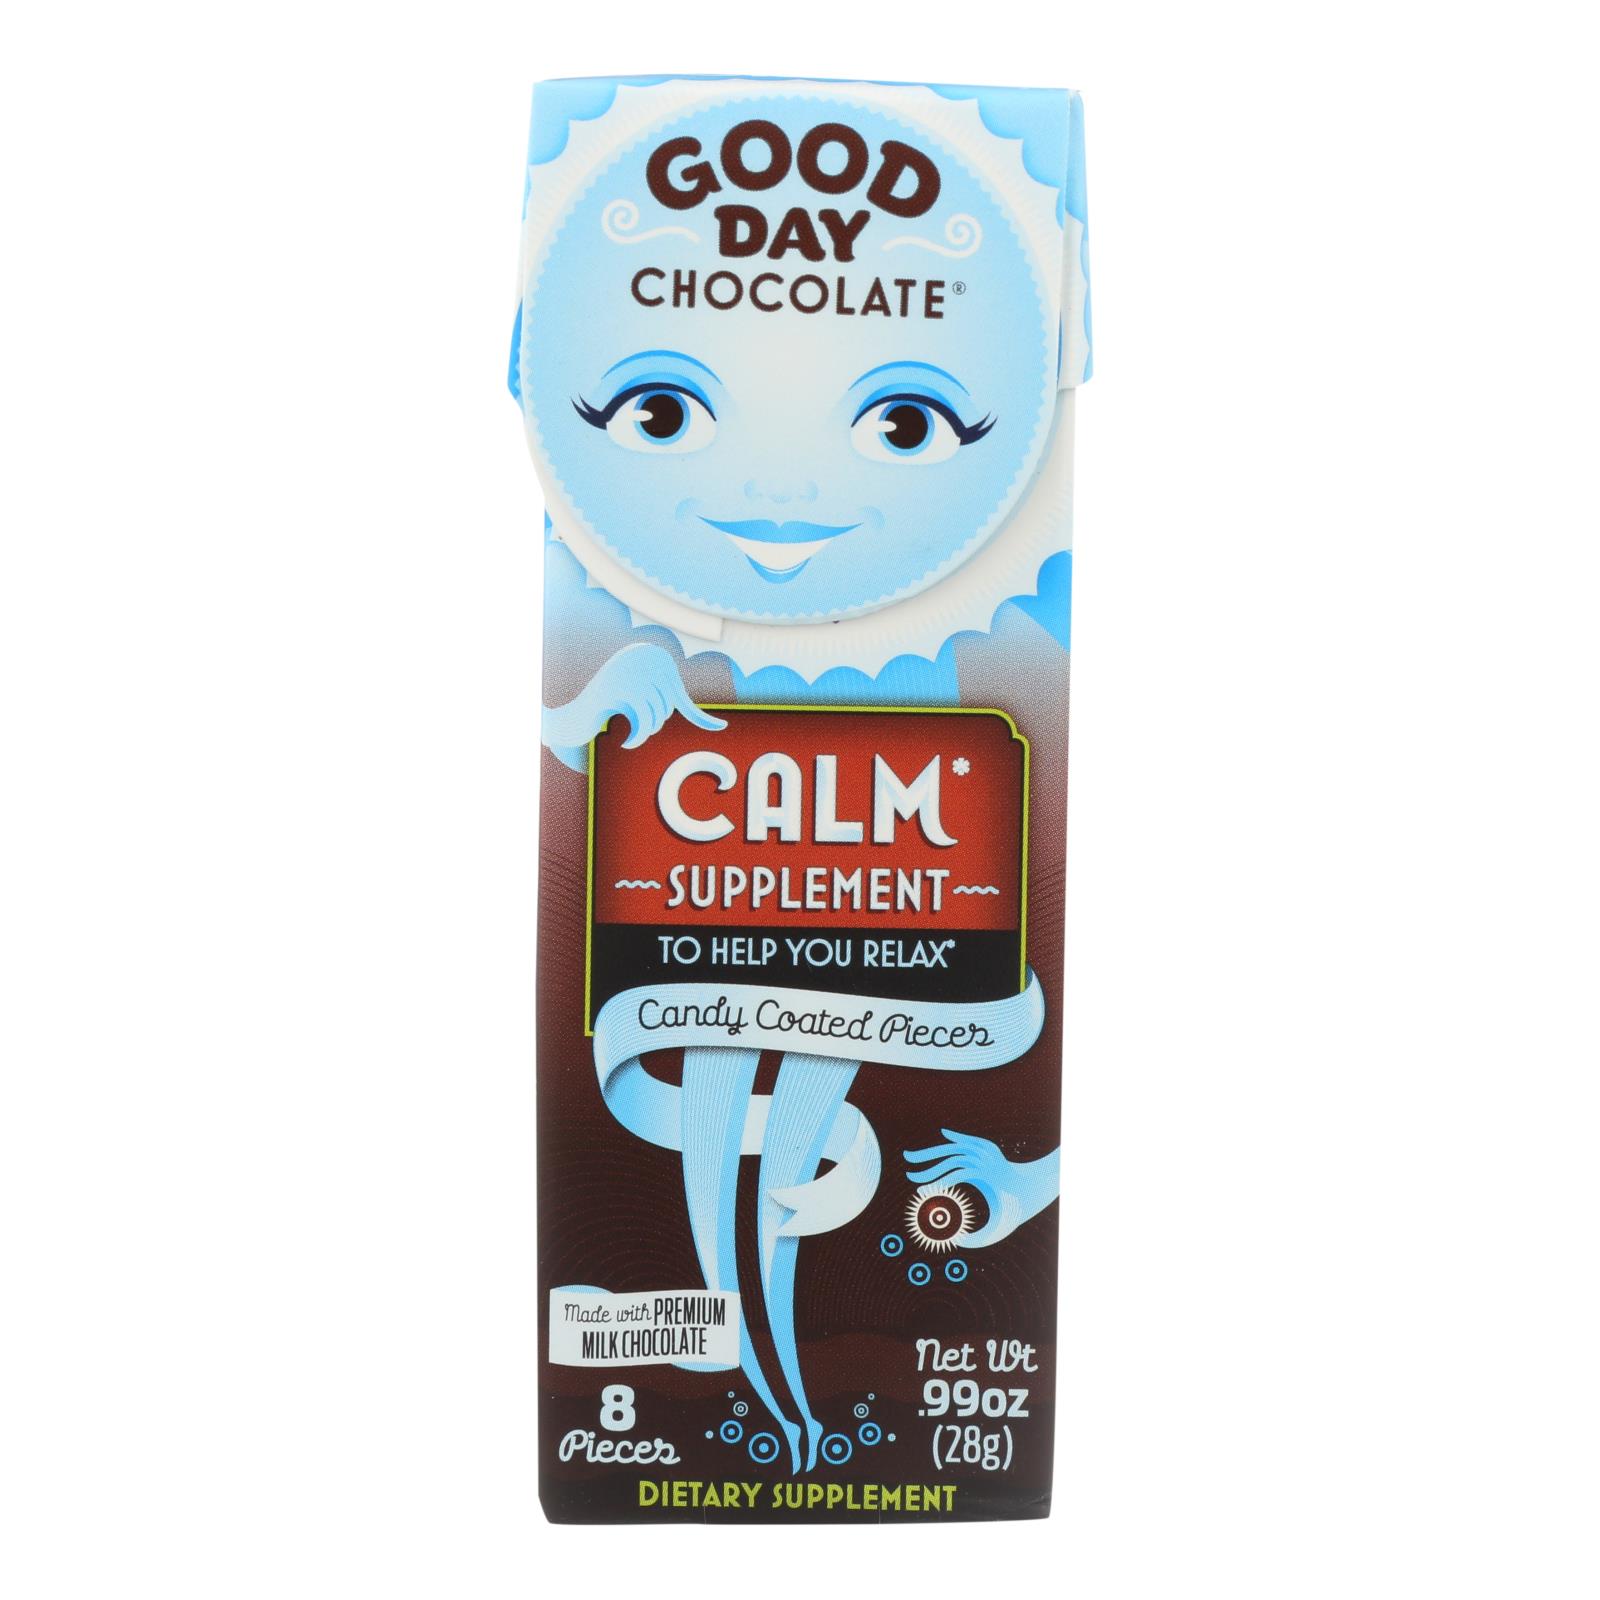 GOOD
DAY
CHOCOLATE®
CALM*
SUPPLEMENT
TO HELP YOU RELAX*
Candy Coated Pieces
Made with PREMIUM
MILK CHOCOLATE
8
Pieces
Net Wt
.99oz
(28g)
DIETARY SUPPLEMENT